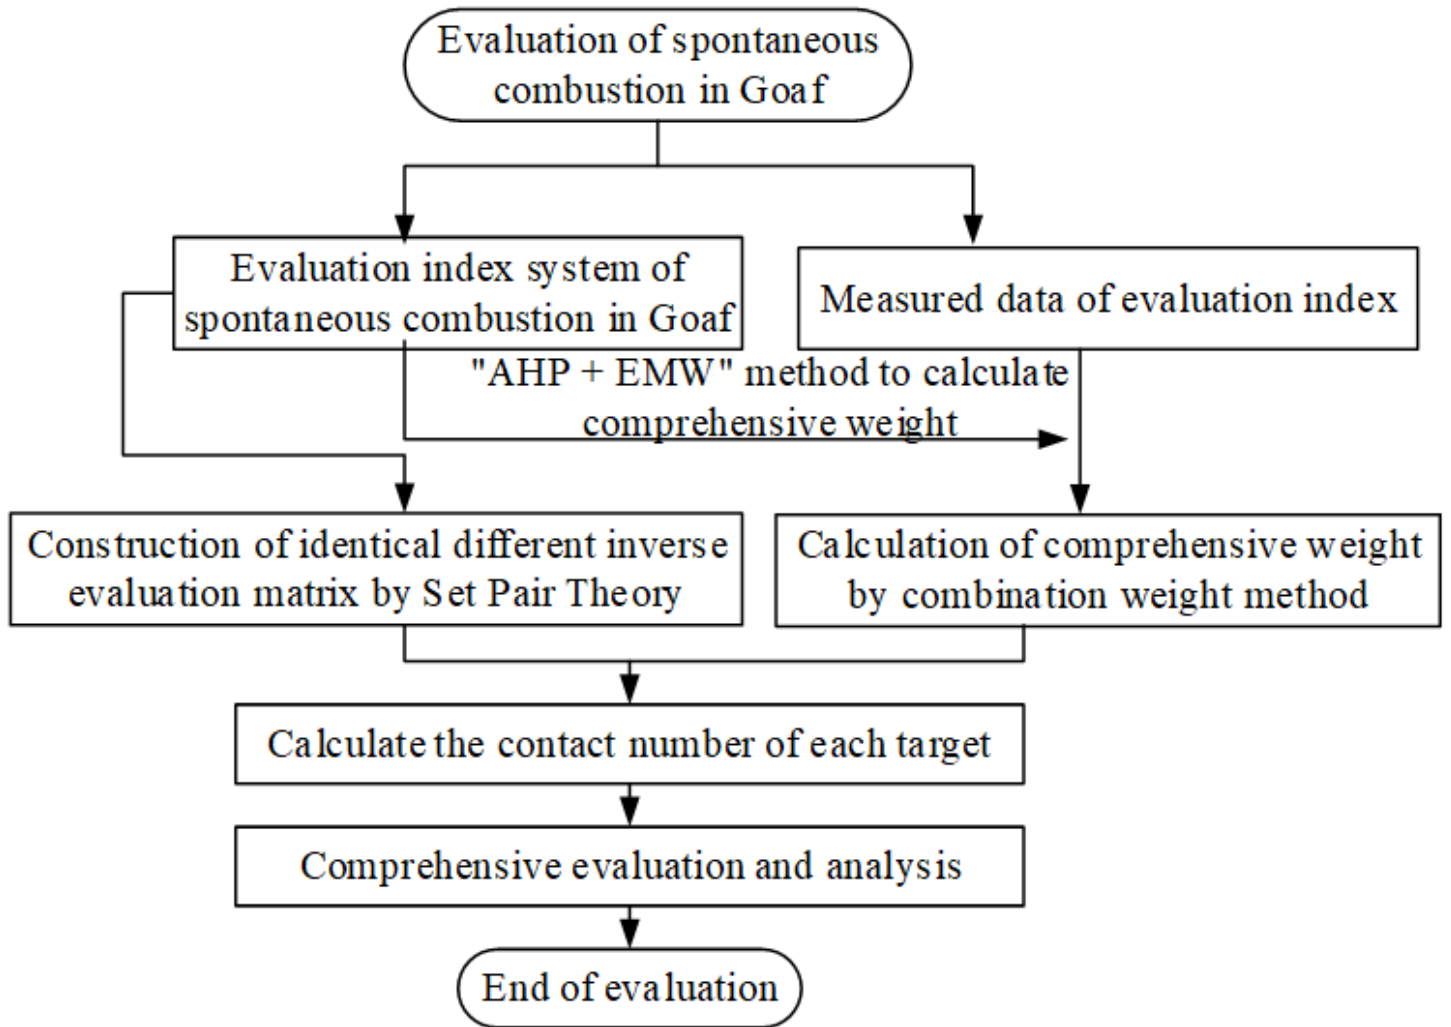 Evaluation of spontaneous
combustion in Goaf
Evaluation index system of
spontaneous combustion in Goaf
Measured data of evaluation index
"AHP + EMW" method to calculate
comprehensive weight
Construction of identical different inverse
evaluation matrix by Set Pair Theory
Calculation of comprehensive weight
by combination weight method
Calculate the contact number of each target
Comprehensive evaluation and analysis
End of evaluation